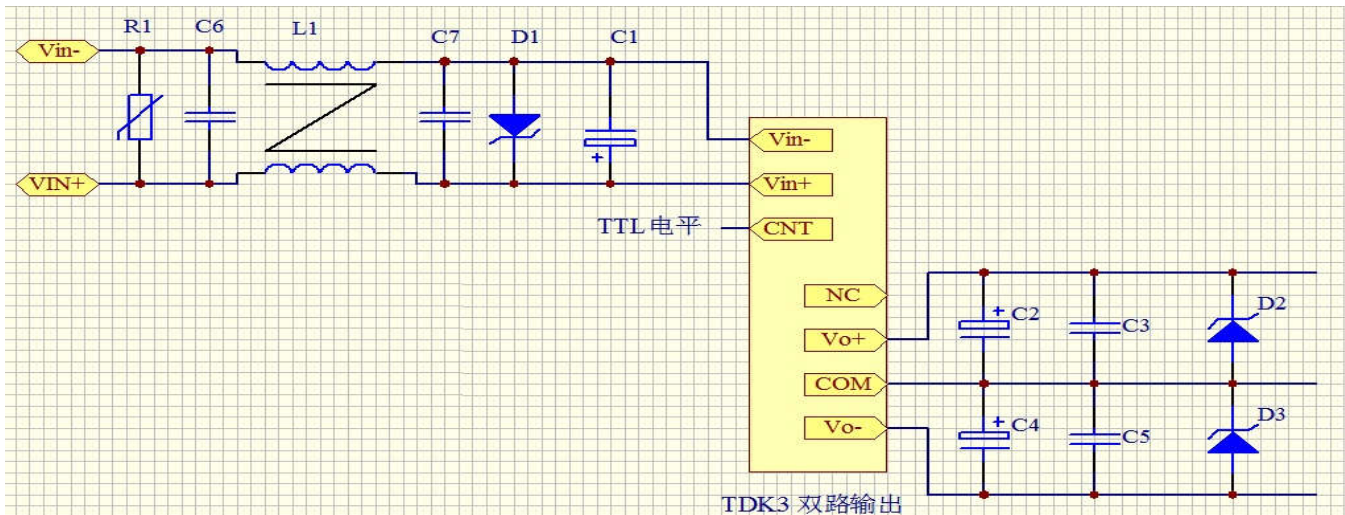 R1 C6 L1 C7 D1 C1
Vin-
VIN+
Vin-
Vin+
TTL 电平
CNT
NC
Vo+
COM
Vo-
+
+ C2
C3
D2
+ C4
C5
D3
TDK3 双路输出